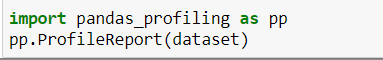 import pandas_profiling as pp
pp.ProfileReport(dataset)